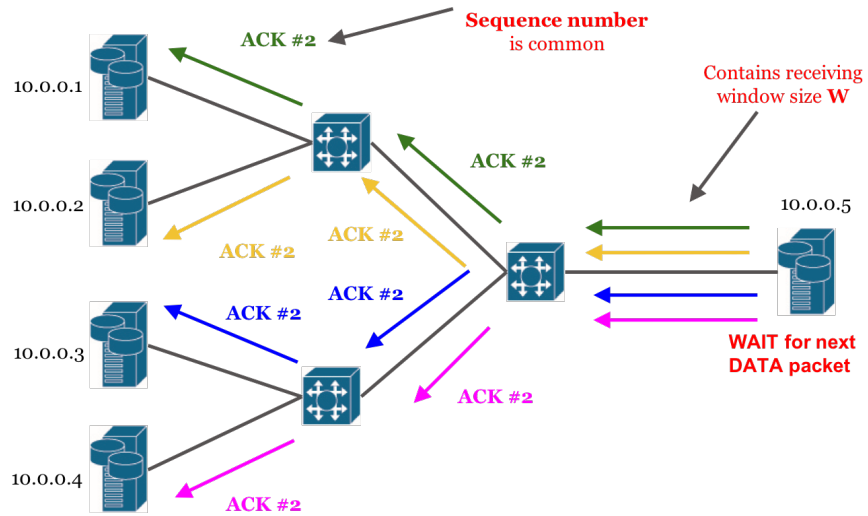 Sequence number
is common
ACK #2
10.0.0.1
Contains receiving
window size W
ACK #2
10.0.0.2
10.0.0.5
ACK #2
ACK #2
ACK #2
ACK #2
10.0.0.3
WAIT for next
DATA packet
ACK #2
10.0.0.4
ACK #2